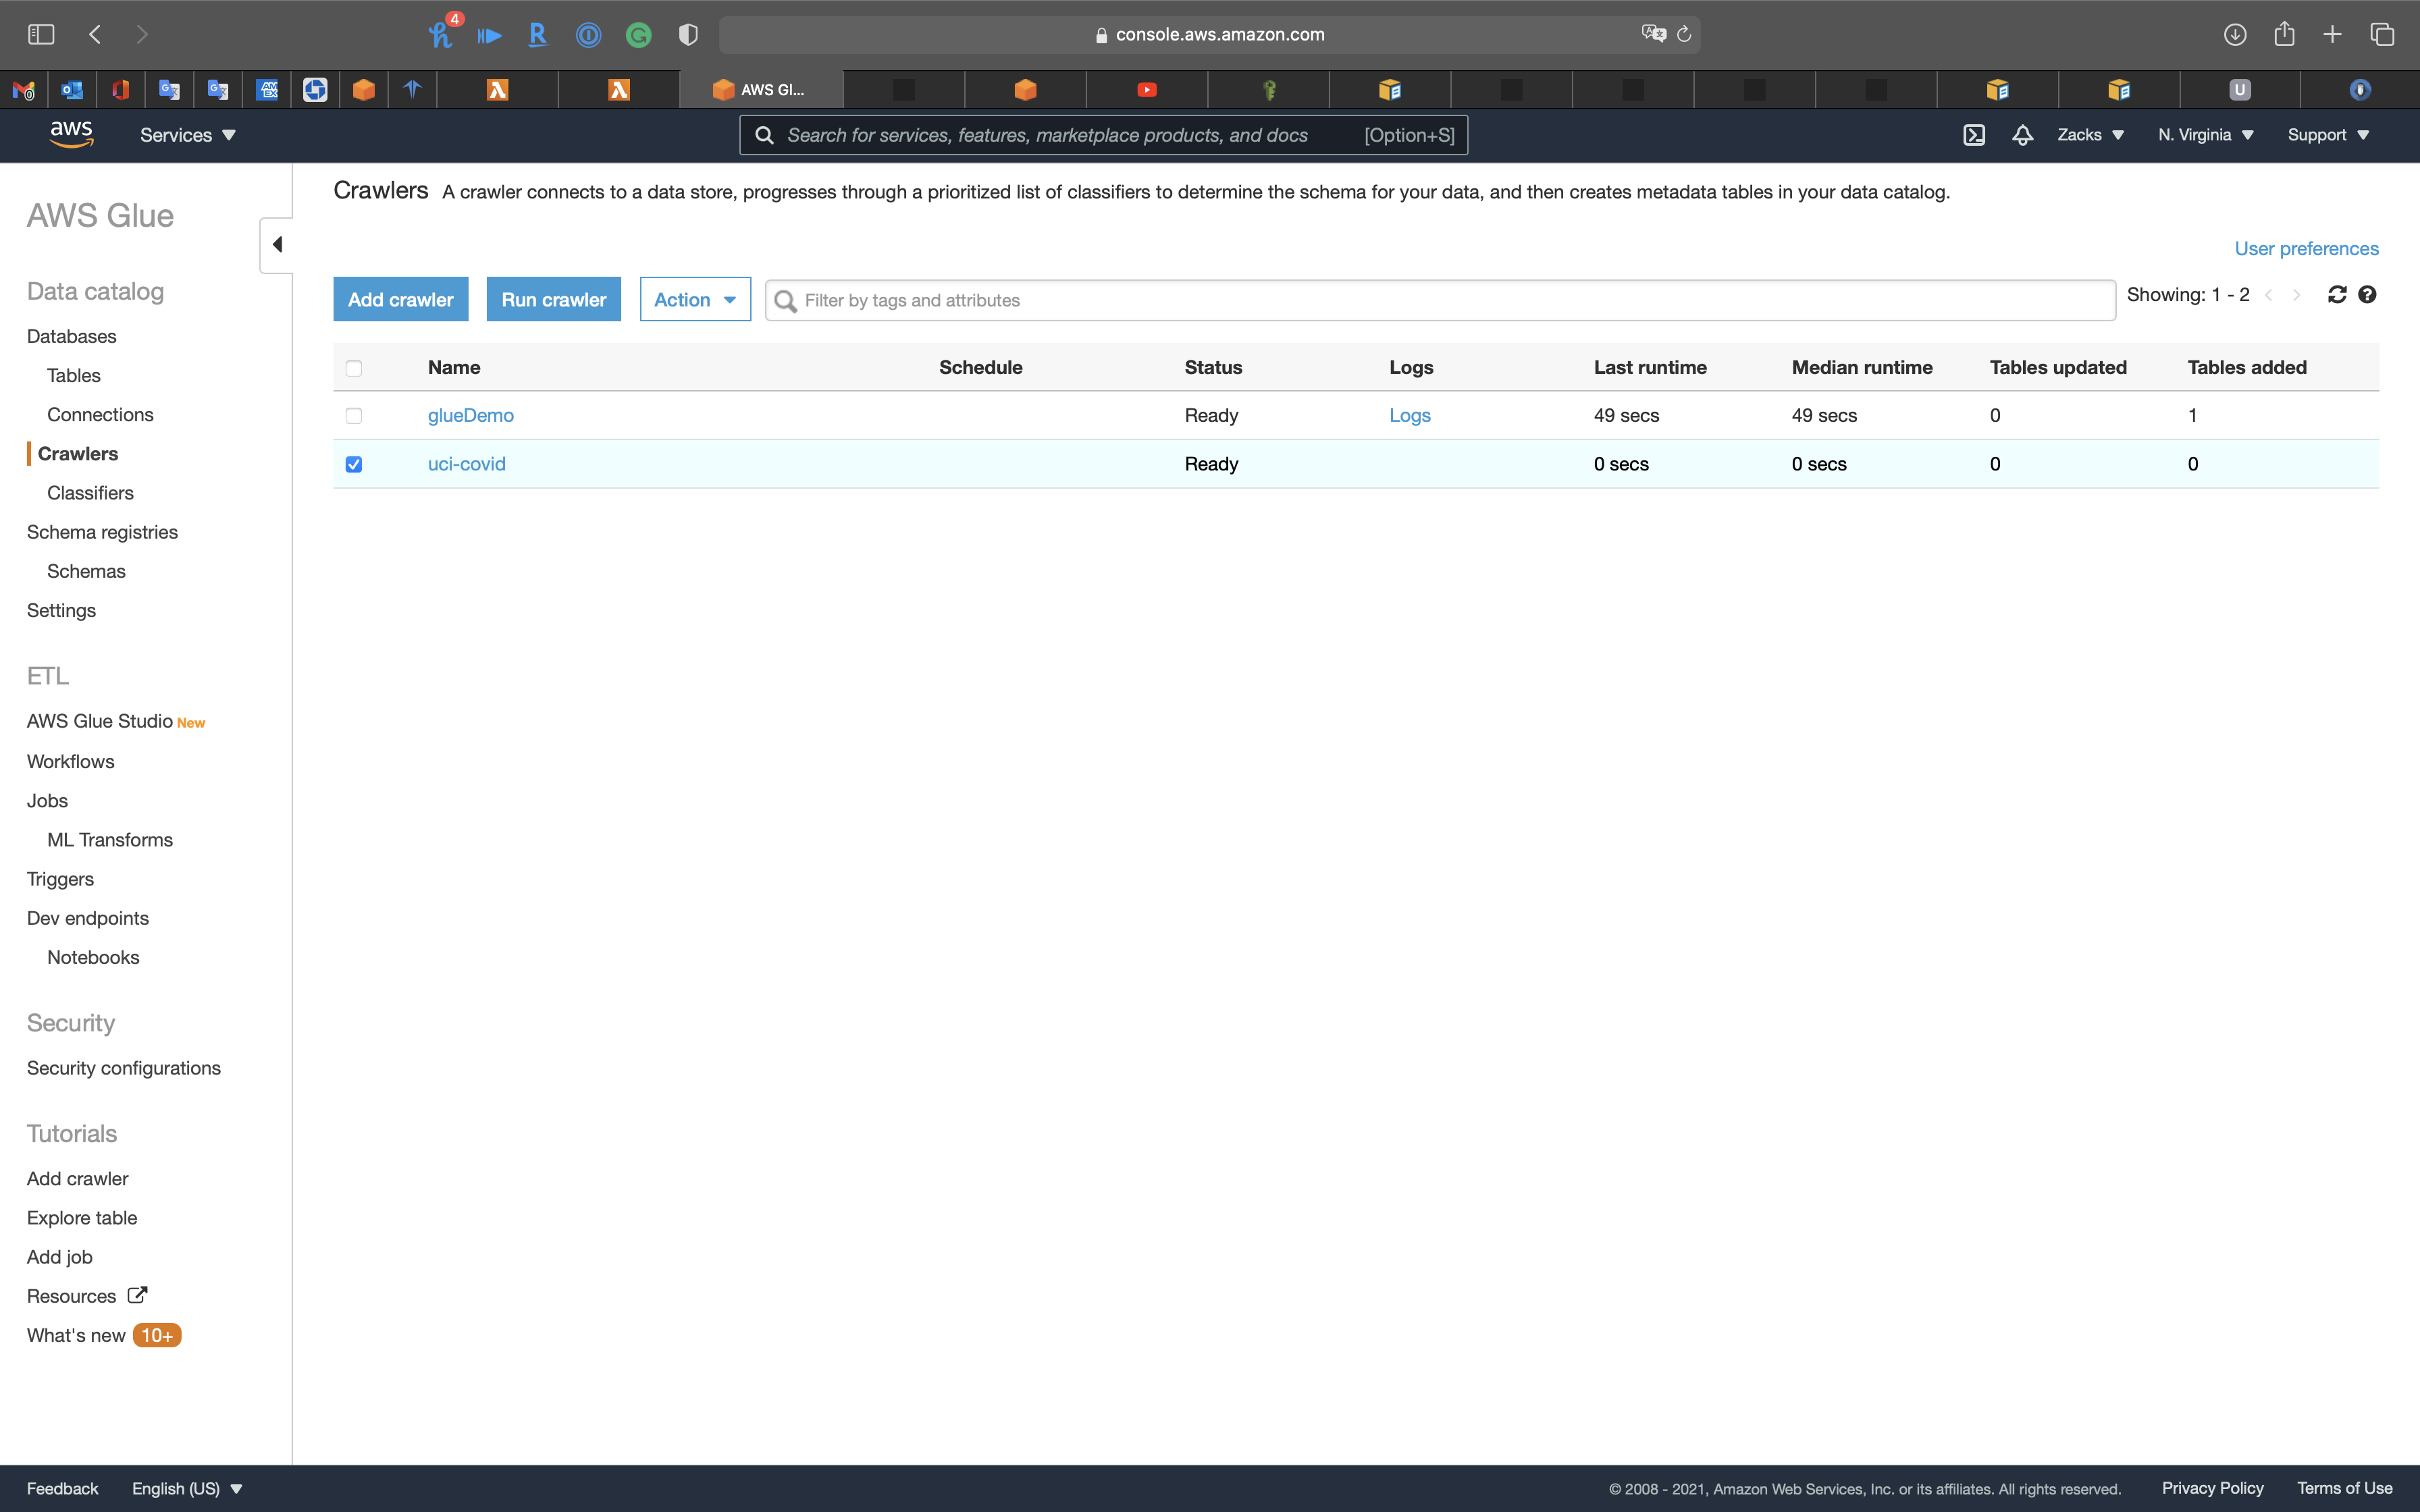 4
console.aws.amazon.com
AWS Gl...
U
aws
Services
Search for services, features, marketplace products, and docs [Option+S]
Zacks
N. Virginia
Support
AWS Glue
Data catalog
Databases
Tables
Connections
Crawlers
Classifiers
Schema registries
Schemas
Settings
ETL
AWS Glue Studio New
Workflows
Jobs
ML Transforms
Triggers
Dev endpoints
Notebooks
Security
Security configurations
Tutorials
Add crawler
Explore table
Add job
Resources
What's new 10+
Crawlers A crawler connects to a data store, progresses through a prioritized list of classifiers to determine the schema for your data, and then creates metadata tables in your data catalog.
User preferences
Add crawler Run crawler Action Filter by tags and attributes Showing: 1 - 2
Name Schedule Status Logs Last runtime Median runtime Tables updated Tables added
glueDemo Ready Logs 49 secs 49 secs 0 1
uci-covid Ready 0 secs 0 secs 0 0
Feedback English (US) © 2008 - 2021, Amazon Web Services, Inc. or its affiliates. All rights reserved. Privacy Policy Terms of Use